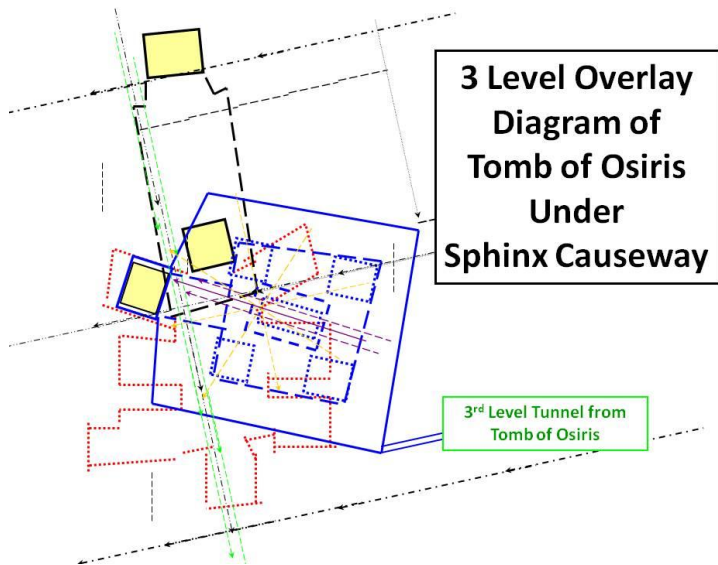 3 Level Overlay
Diagram of
Tomb of Osiris
Under
Sphinx Causeway
3rd Level Tunnel from
Tomb of Osiris